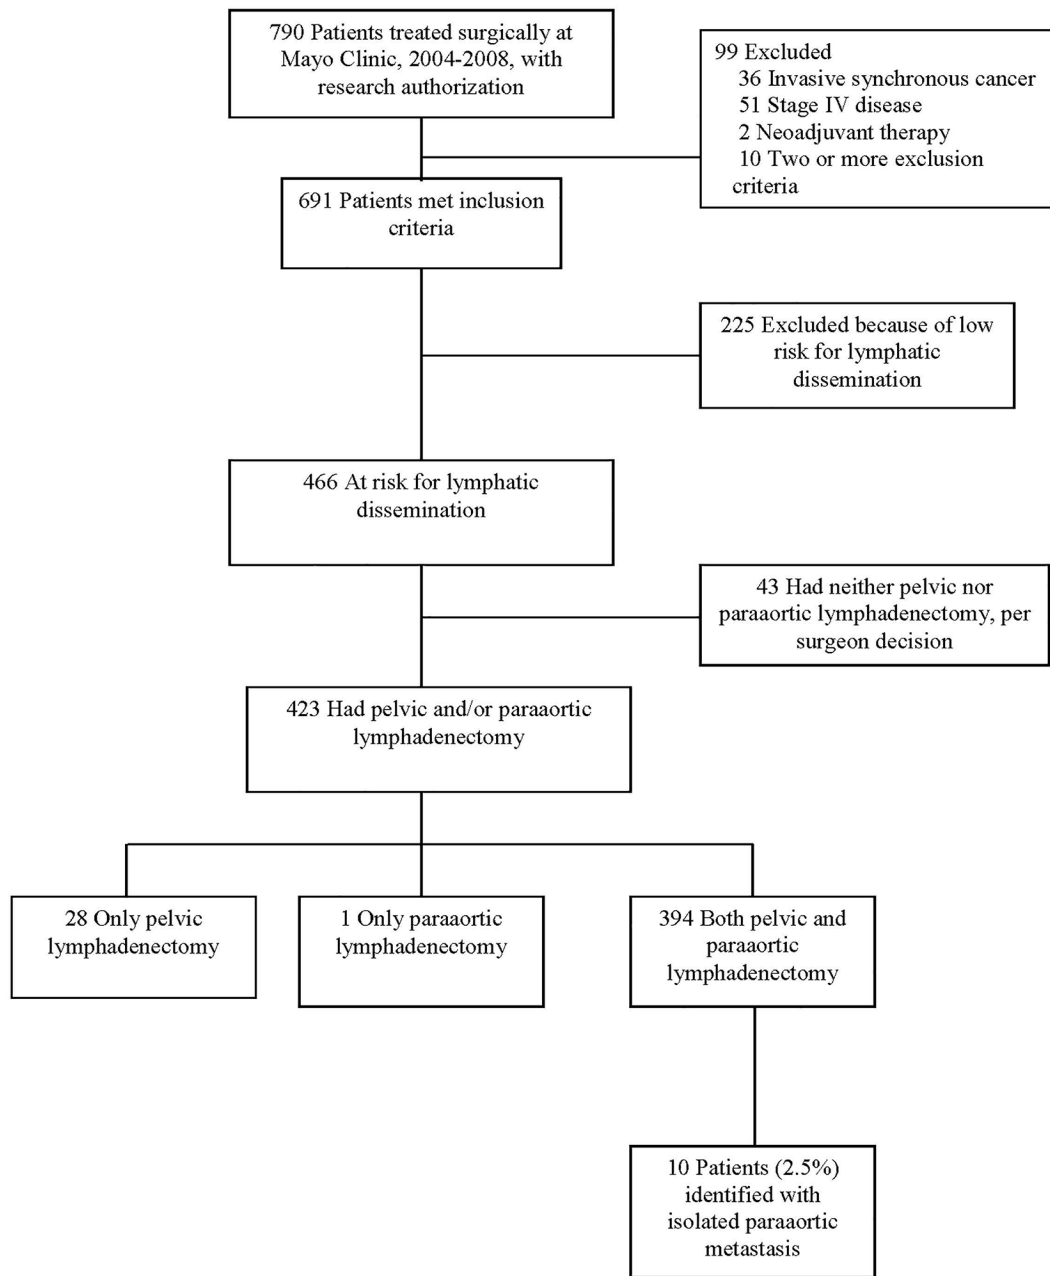 790 Patients treated surgically at
Mayo Clinic, 2004-2008, with
research authorization
99 Excluded
36 Invasive synchronous cancer
51 Stage IV disease
2 Neoadjuvant therapy
10 Two or more exclusion
criteria
691 Patients met inclusion
criteria
225 Excluded because of low
risk for lymphatic
dissemination
466 At risk for lymphatic
dissemination
43 Had neither pelvic nor
paraaortic lymphadenectomy, per
surgeon decision
423 Had pelvic and/or paraaortic
lymphadenectomy
28 Only pelvic
lymphadenectomy
1 Only paraaortic
lymphadenectomy
394 Both pelvic and
paraaortic
lymphadenectomy
10 Patients (2.5%)
identified with
isolated paraaortic
metastasis